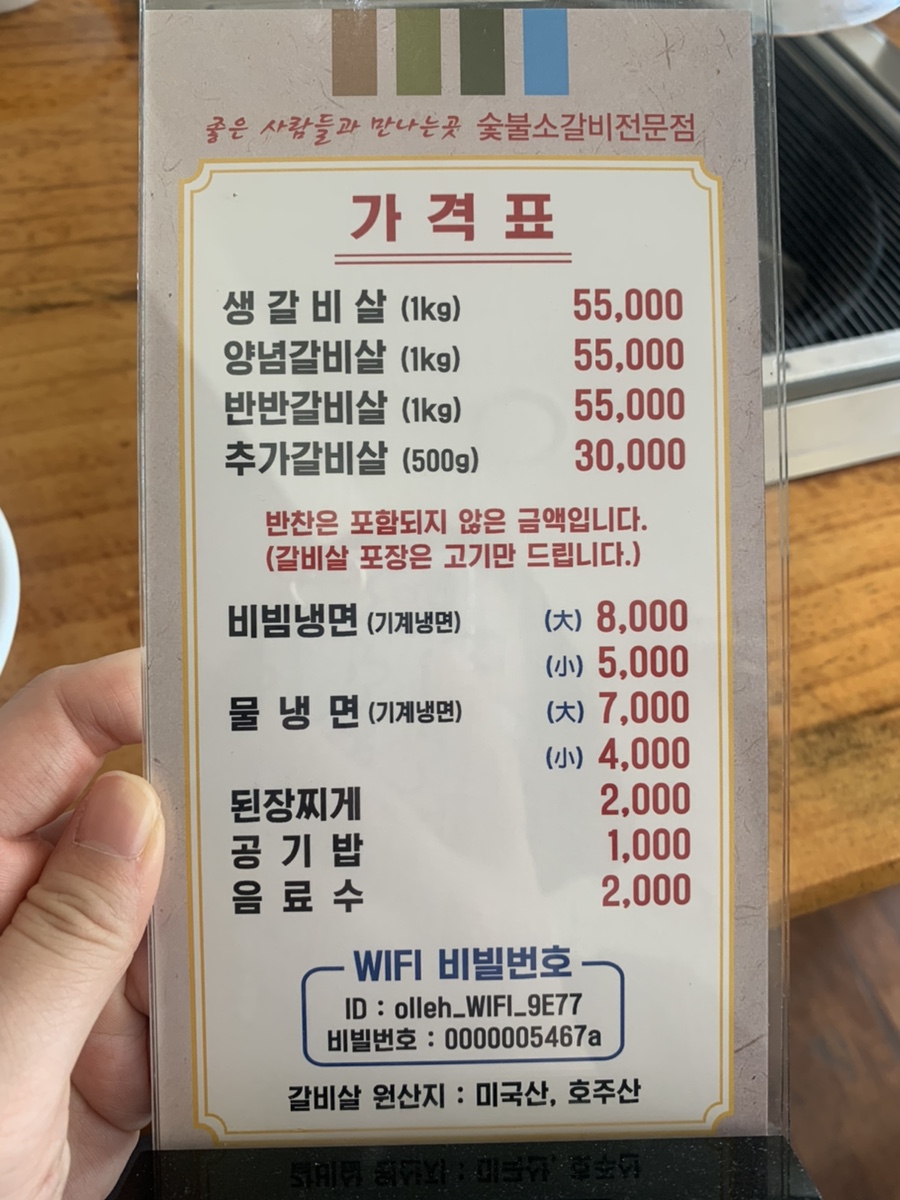 좋은 사람들과 만나는곳 숯불소갈비전문점
가격표
생갈비살 (1kg) 55,000
양념갈비살 (1kg) 55,000
반반갈비살 (1kg) 55,000
추가갈비살 (500g) 30,000
반찬은 포함되지 않은 금액입니다.
(갈비살 포장은 고기만 드립니다.)
비빔냉면 (기계냉면) (大) 8,000
(小) 5,000
물냉면 (기계냉면) (大) 7,000
(小) 4,000
된장찌게 2,000
공기밥 1,000
음료수 2,000
WIFI 비빌번호
ID : olleh_WIFI_9E77
비빌번호 : 0000005467a
갈비살 원산지 : 미국산, 호주산